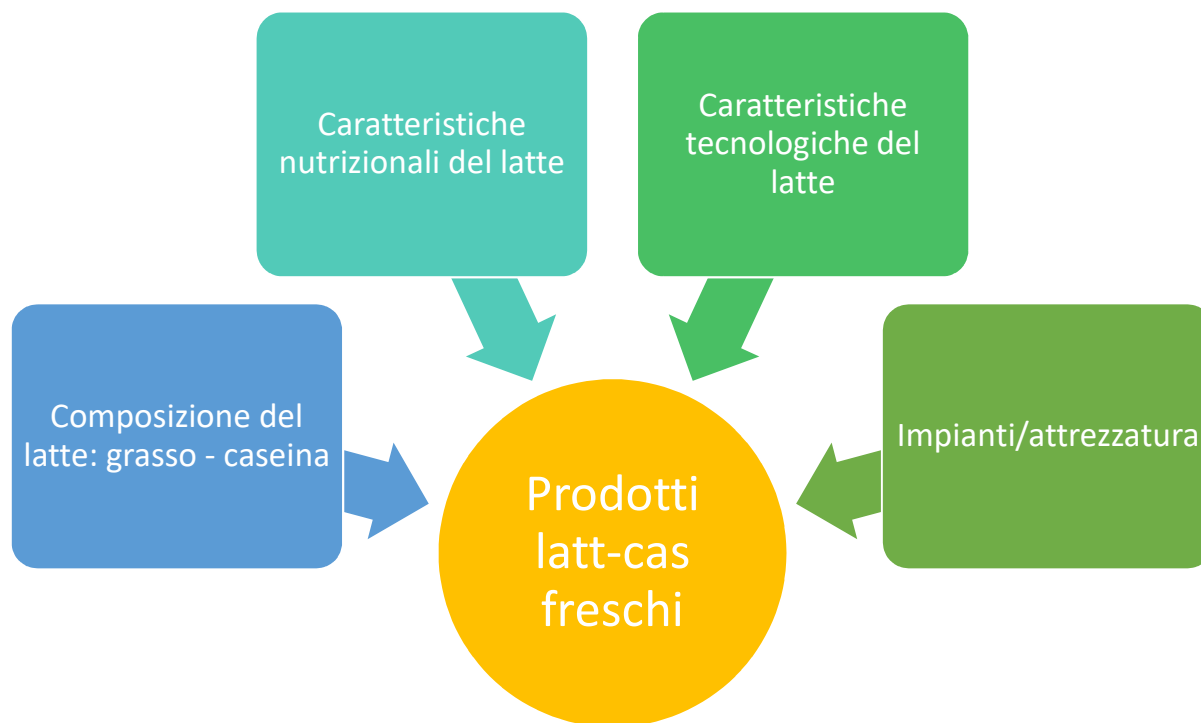 Caratteristiche
nutrizionali del latte
Caratteristiche
tecnologiche del
latte
Composizione del
latte: grasso - caseina
Impianti/attrezzatura
Prodotti
latt-cas
freschi